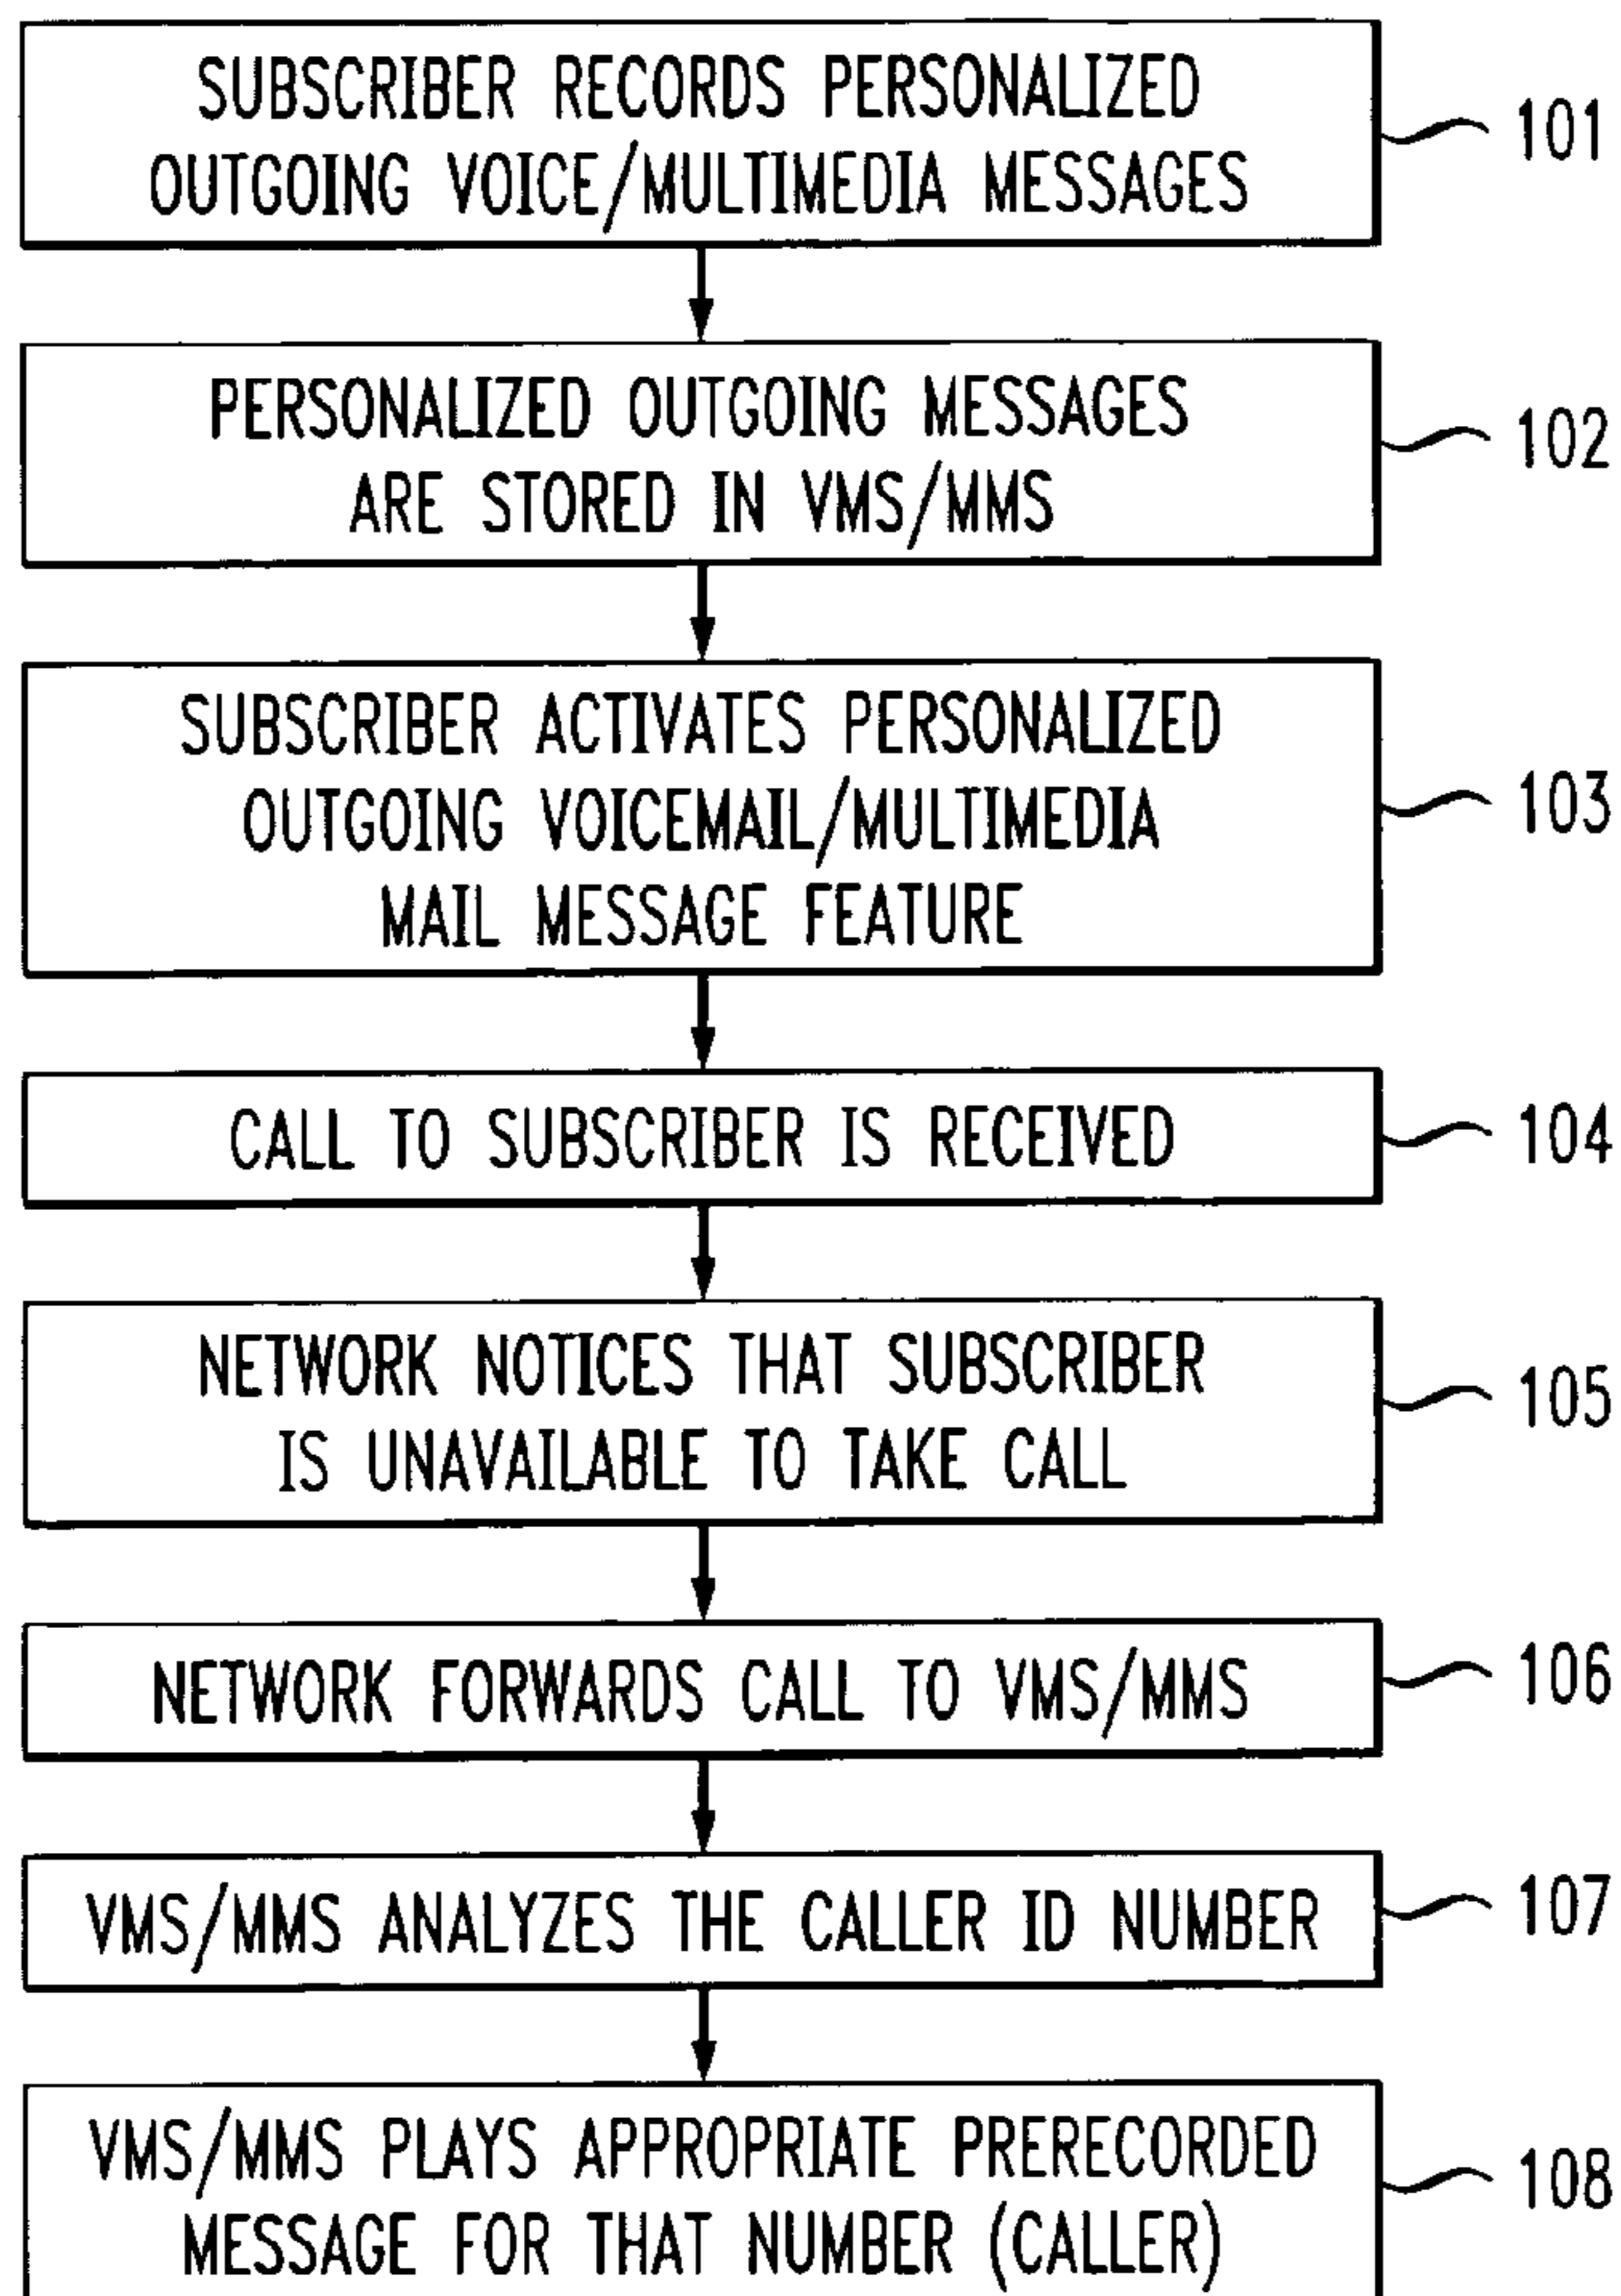 SUBSCRIBER RECORDS PERSONALIZED
OUTGOING VOICE/MULTIMEDIA MESSAGES
101
PERSONALIZED OUTGOING MESSAGES
ARE STORED IN VMS/MMS
102
SUBSCRIBER ACTIVATES PERSONALIZED
OUTGOING VOICEMAIL/MULTIMEDIA
MAIL MESSAGE FEATURE
103
CALL TO SUBSCRIBER IS RECEIVED
104
NETWORK NOTICES THAT SUBSCRIBER
IS UNAVAILABLE TO TAKE CALL
105
NETWORK FORWARDS CALL TO VMS/MMS
106
VMS/MMS ANALYZES THE CALLER ID NUMBER
107
VMS/MMS PLAYS APPROPRIATE PRERECORDED
MESSAGE FOR THAT NUMBER (CALLER)
108